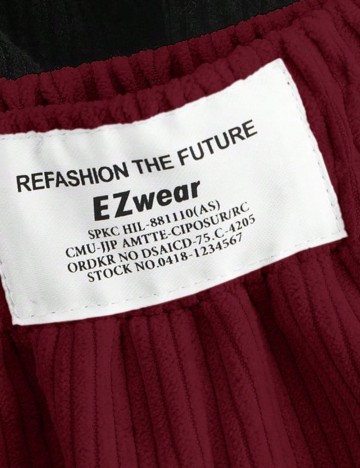 REFASHION THE FUTURE
EZwear
SPKC HIL-881110(AS)
CMU-JJP AMTTE-CIPOSUR/RC
ORDKR NO DSAICD-75.C-4205
STOCK NO.0418-1234567